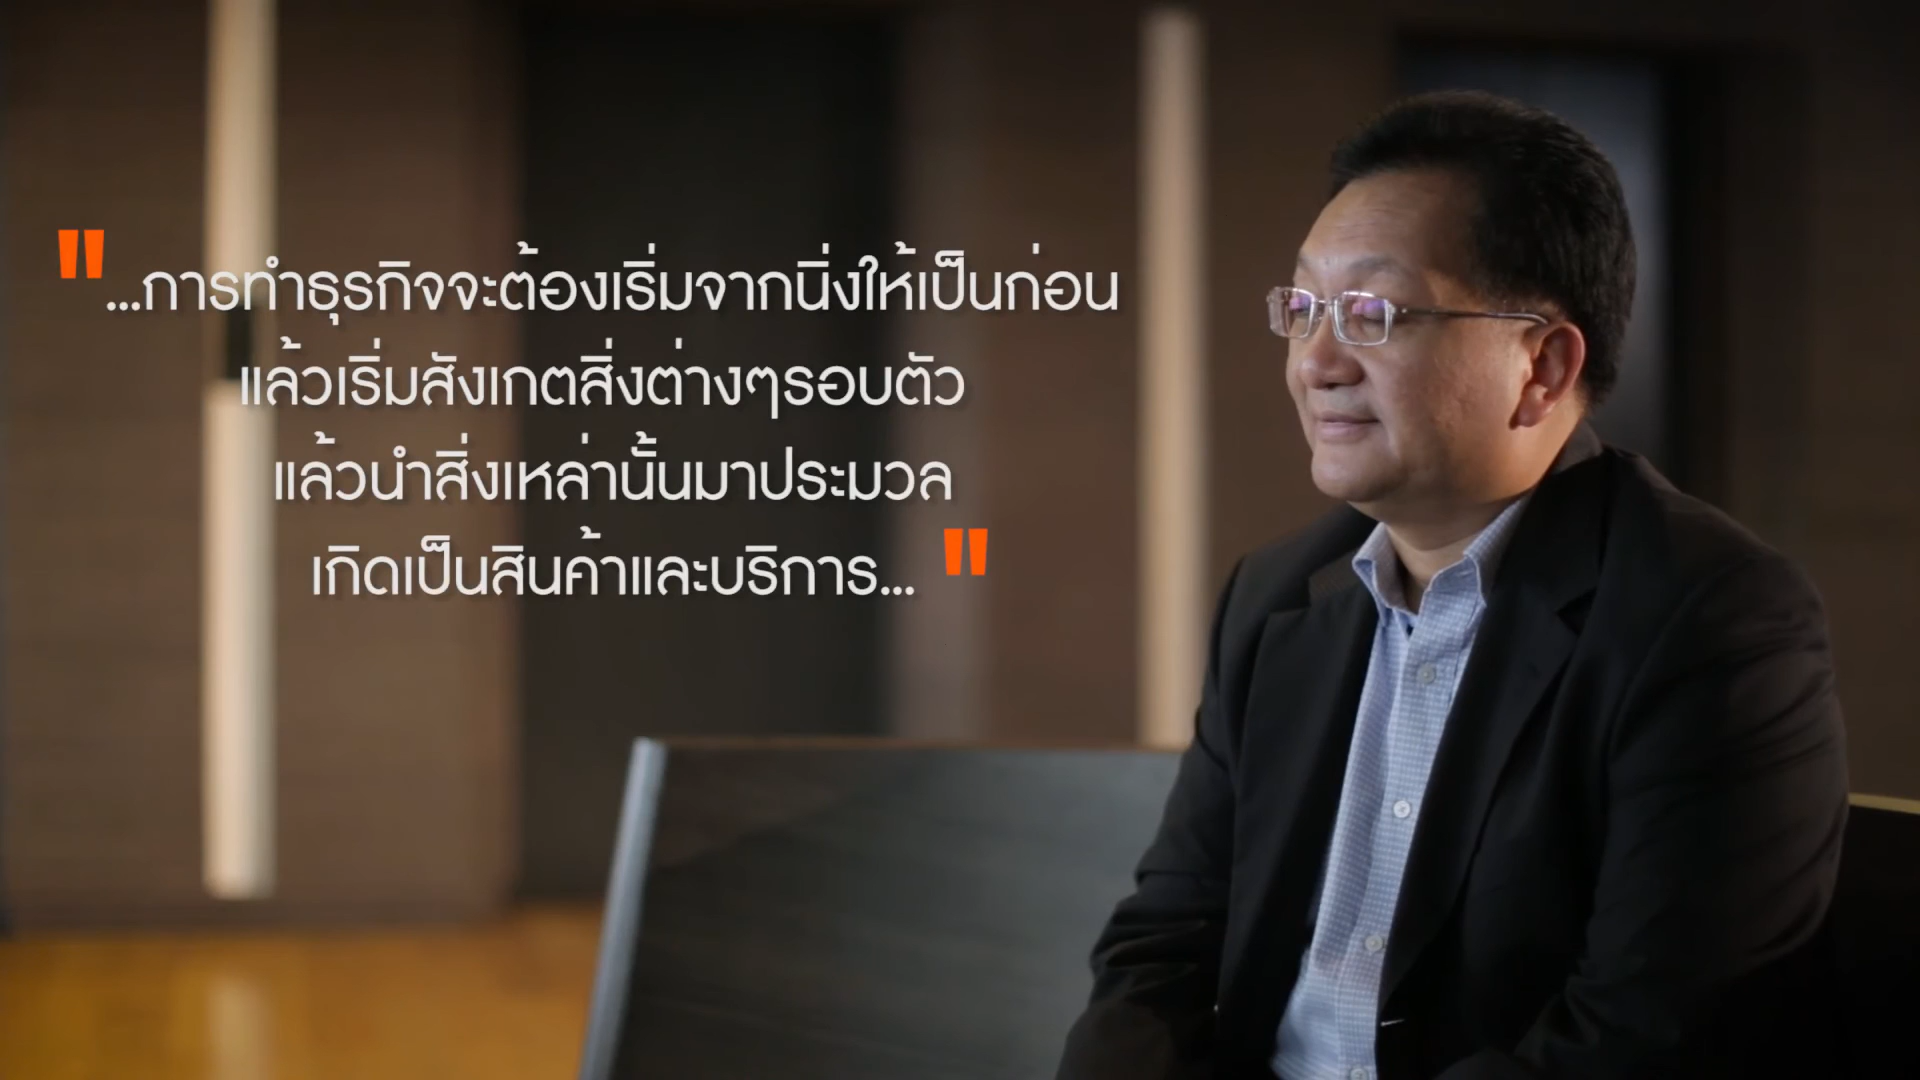 "...การทำธุรกิจจะต้องเริ่มจากนิ่งให้เป็นก่อน
แล้วเริ่มสังเกตสิ่งต่างๆรอบตัว
แล้วนำสิ่งเหล่านั้นมาประมวล
เกิดเป็นสินค้าและบริการ..."